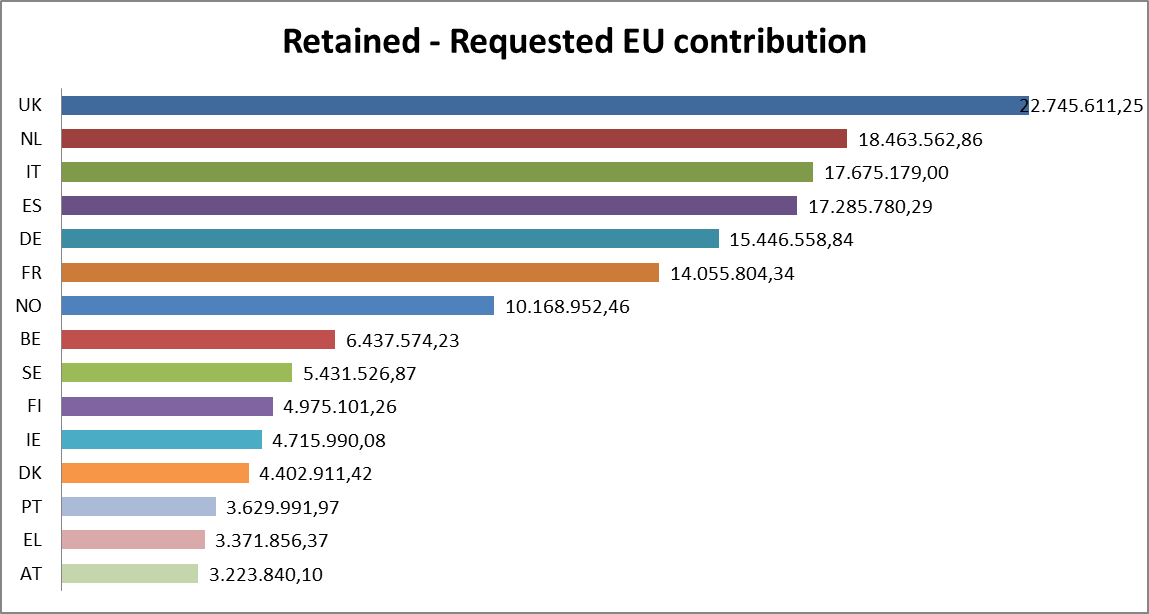 Retained - Requested EU contribution
UK 22.745.611,25
NL 18.463.562,86
IT 17.675.179,00
ES 17.285.780,29
DE 15.446.558,84
FR 14.055.804,34
NO 10.168.952,46
BE 6.437.574,23
SE 5.431.526,87
FI 4.975.101,26
IE 4.715.990,08
DK 4.402.911,42
PT 3.629.991,97
EL 3.371.856,37
AT 3.223.840,10